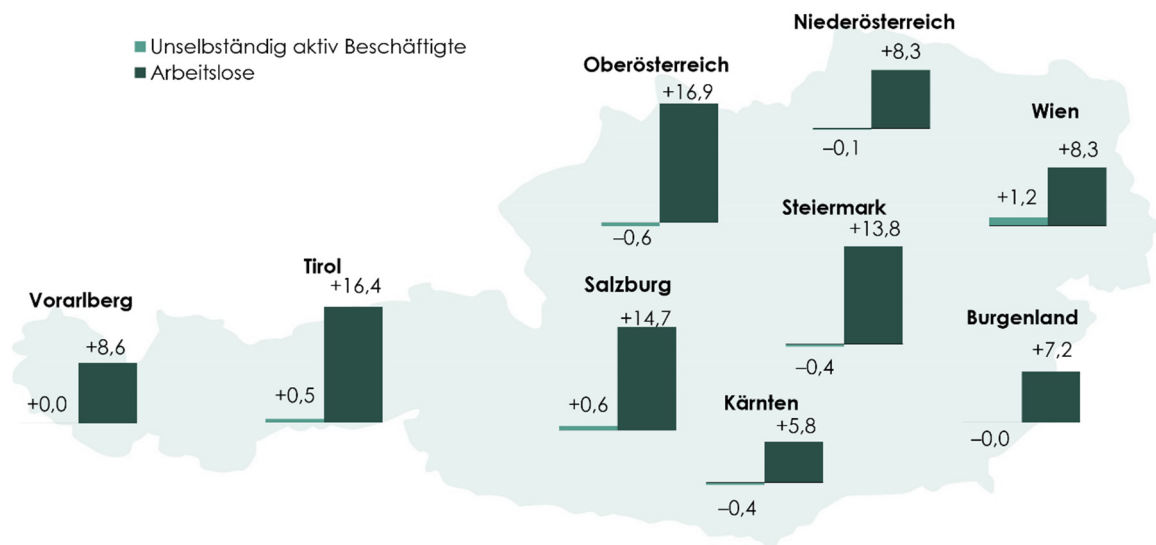 Unselbständig aktiv Beschäftigte
Arbeitslose
Niederösterreich
+8,3
–0,1
Oberösterreich
+16,9
–0,6
Wien
+8,3
+1,2
Steiermark
+13,8
–0,4
Tirol
+16,4
+0,5
Salzburg
+14,7
+0,6
Vorarlberg
+8,6
+0,0
Burgenland
+7,2
–0,0
Kärnten
+5,8
–0,4